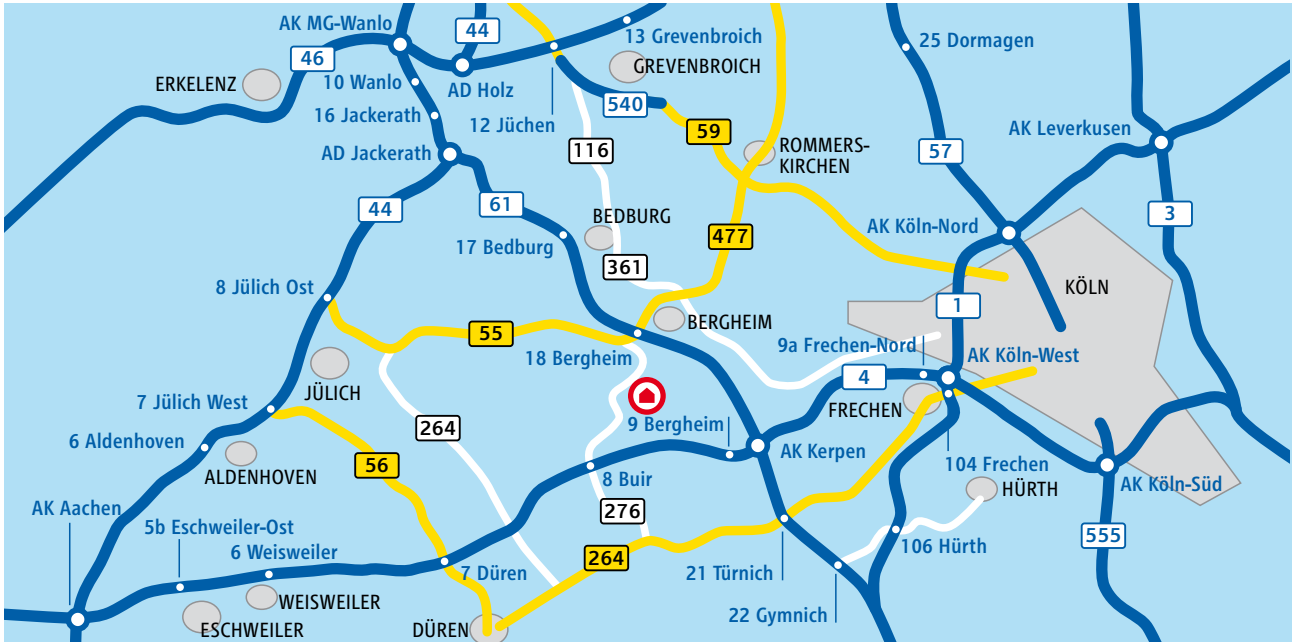 AK MG-Wanlo
44
13 Grevenbroich
25 Dormagen
46
GREVENBROICH
ERKELENZ
10 Wanlo
AD Holz
540
16 Jackerath
12 Jüchen
59
AK Leverkusen
AD Jackerath
116
ROMMERS-
KIRCHEN
57
44
61
BEDBURG
3
17 Bedburg
477
AK Köln-Nord
361
8 Jülich Ost
KÖLN
1
55
BERGHEIM
18 Bergheim
9a Frechen-Nord
AK Köln-West
4
JÜLICH
FRECHEN
7 Jülich West
264
9 Bergheim
6 Aldenhoven
AK Kerpen
56
104 Frechen
ALDENHOVEN
8 Buir
HÜRTH
AK Köln-Süd
AK Aachen
276
5b Eschweiler-Ost
555
6 Weisweiler
264
106 Hürth
7 Düren
21 Türnich
WEISWEILER
22 Gymnich
ESCHWEILER
DÜREN